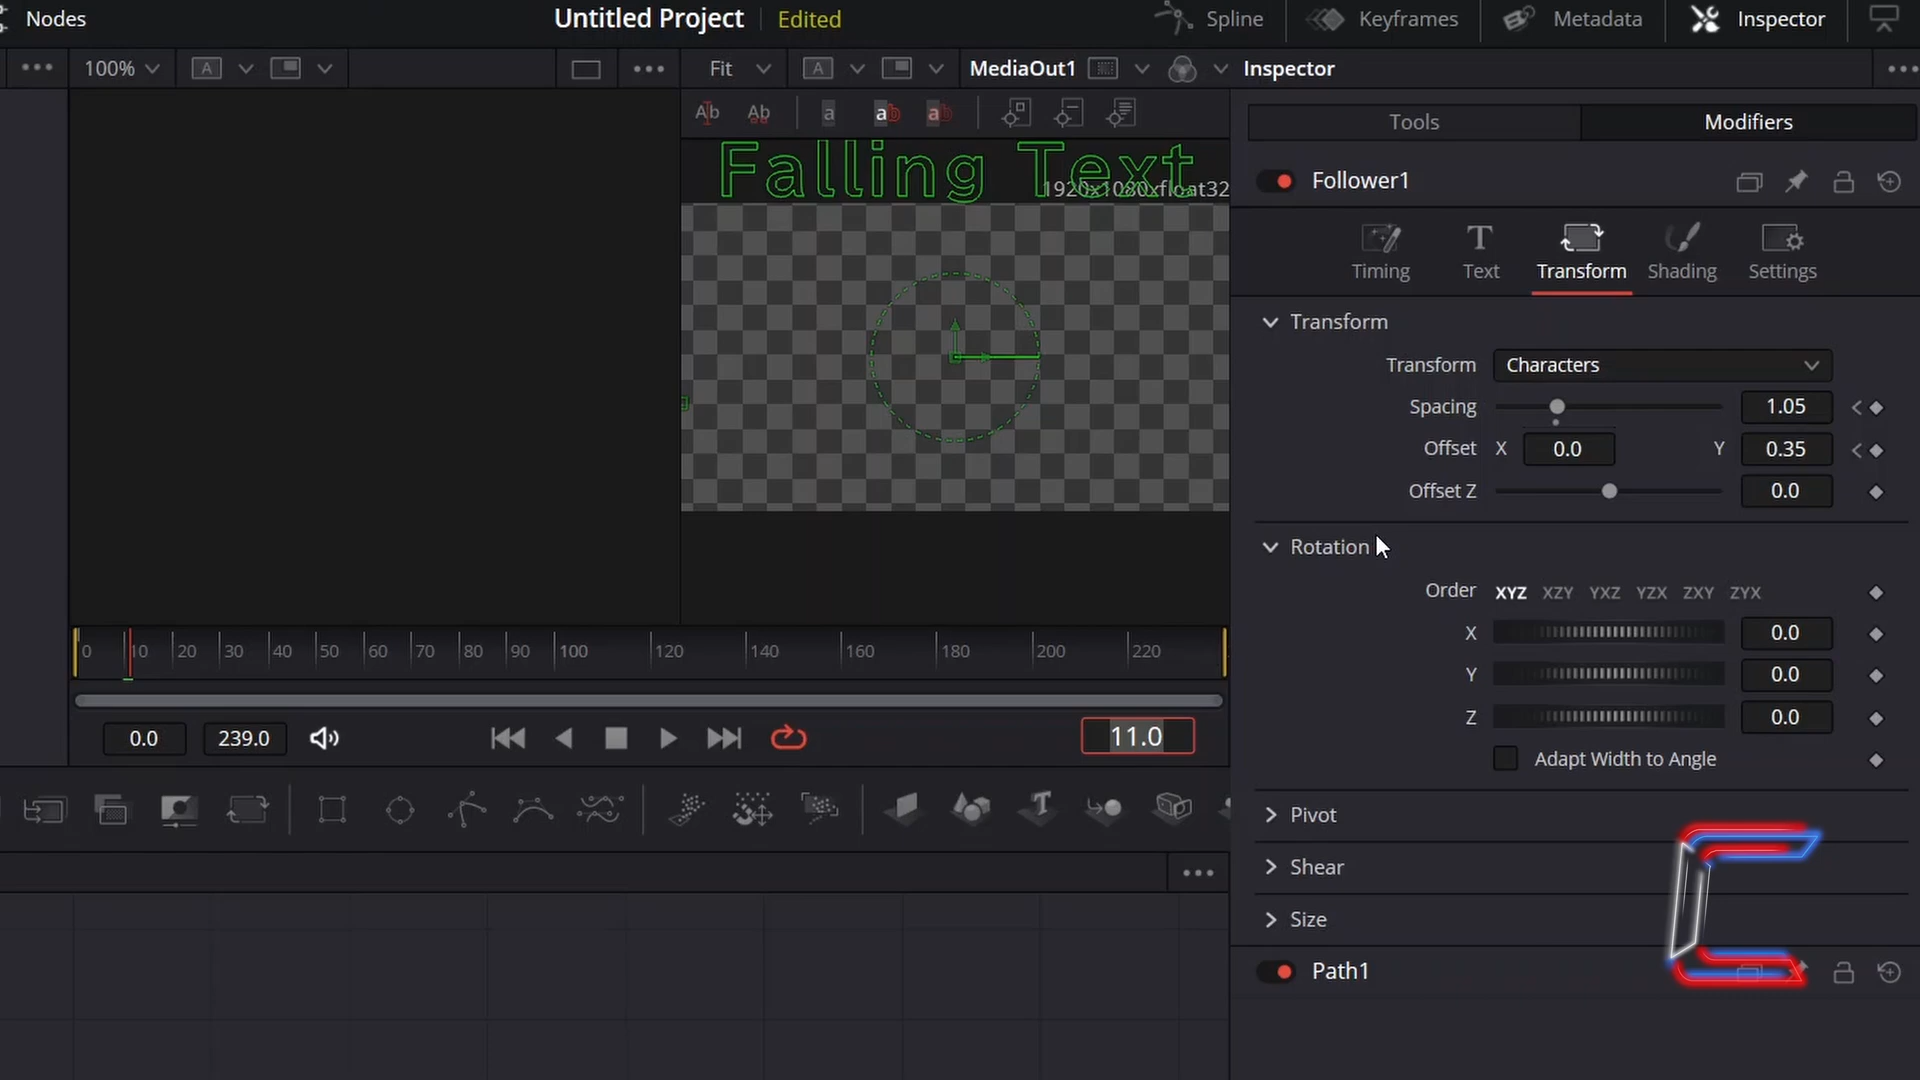 Nodes
Untitled Project
Edited
Spline
Keyframes
Metadata
Inspector
100%
A
Fit
A
MediaOut1
Inspector
Ab
Ab
a
ab
ab
Tools
Modifiers
Falling Text
1920x1080xfloat32
Follower1
Timing
Text
Transform
Shading
Settings
Transform
Transform
Characters
Spacing
1.05
Offset
X
0.0
Y
0.35
Offset Z
0.0
Rotation
Order
XYZ
XZY
YXZ
YZX
ZXY
ZYX
X
0.0
Y
0.0
Z
0.0
Adapt Width to Angle
Pivot
Shear
Size
Path1
0 10 20 30 40 50 60 70 80 90 100 120 140 160 180 200 220
0.0
239.0
11.0